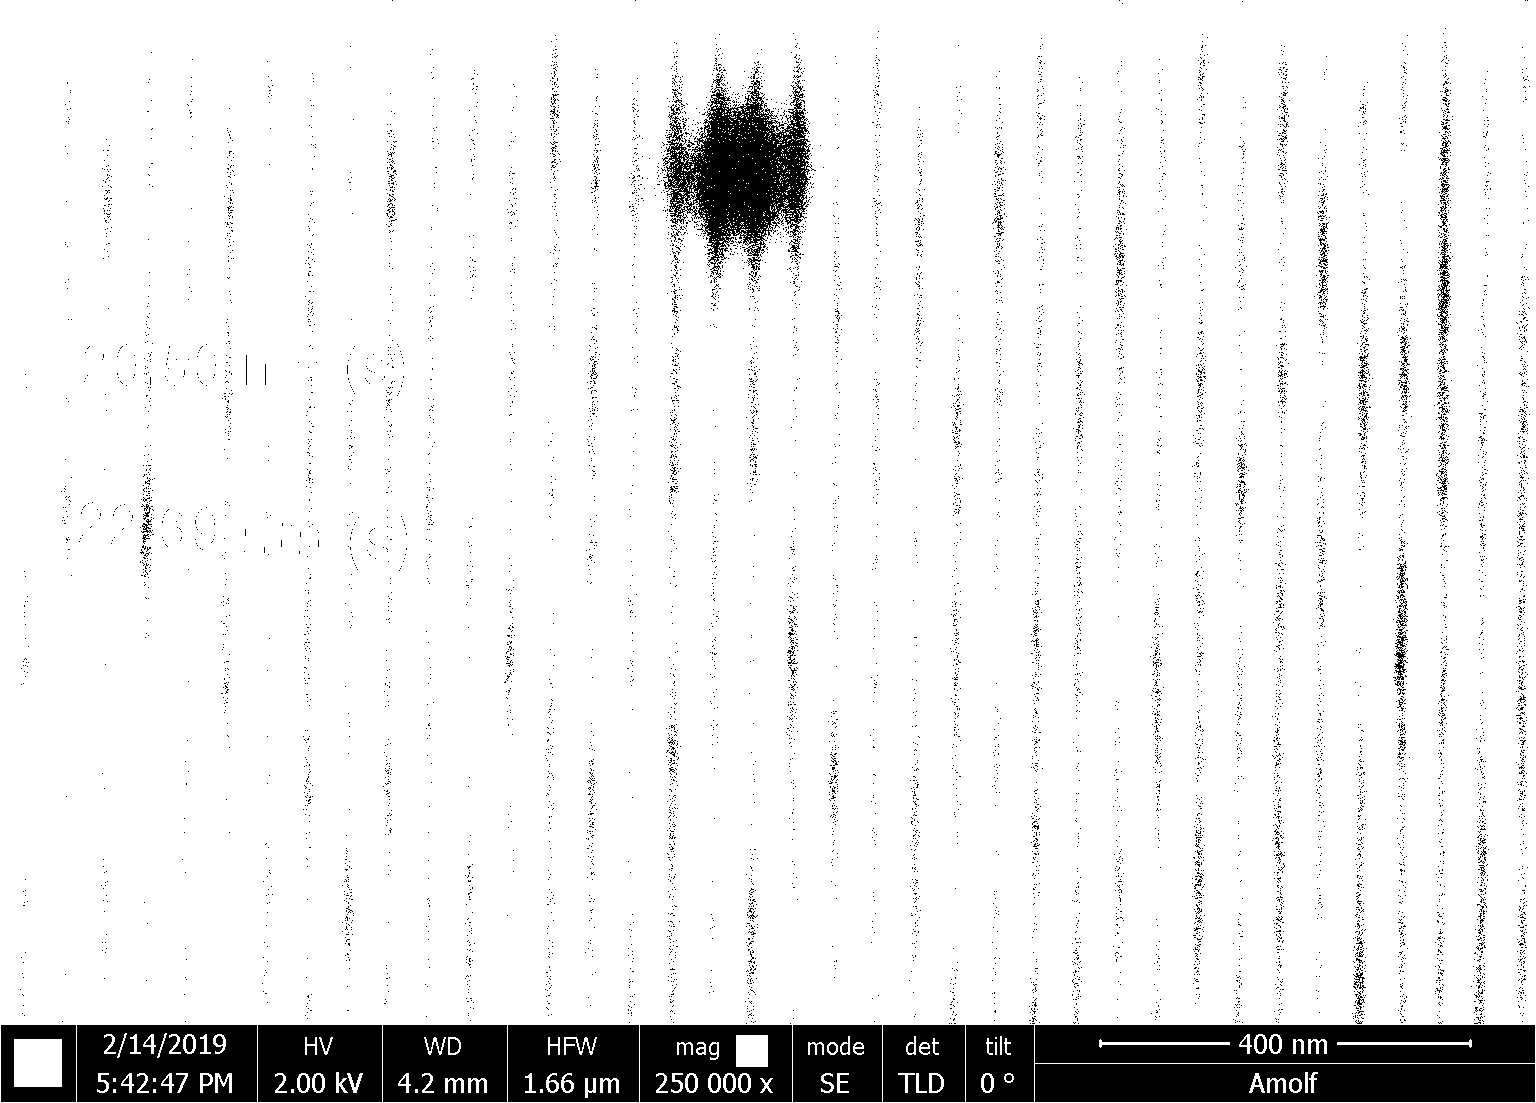 (s)
(s)
2/14/2019 HV WD HFW mag mode det tilt 400 nm
5:42:47 PM 2.00 kV 4.2 mm 1.66 µm 250 000 x SE TLD 0 ° Amolf